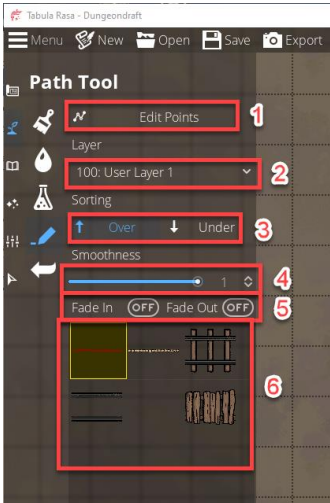 Tabula Rasa - Dungeondraft
Menu New Open Save Export
Path Tool
Edit Points 1
Layer
100: User Layer 1 2
Sorting
Over Under 3
Smoothness
1 4
Fade In OFF Fade Out OFF 5
6